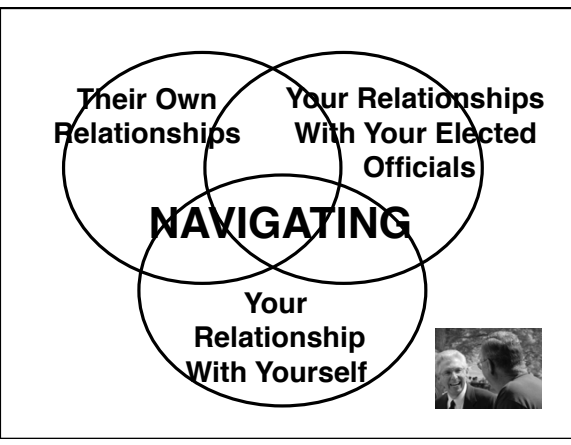 Their Own
Relationships
Your Relationships
With Your Elected
Officials
NAVIGATING
Your
Relationship
With Yourself